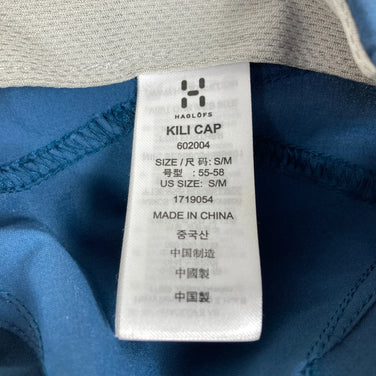 HAGLÖFS
KILI CAP
602004
SIZE / 尺 码: S/M
号型 : 55-58
US SIZE: S/M
1719054
MADE IN CHINA
중국산
中国制造
中國製
中国製